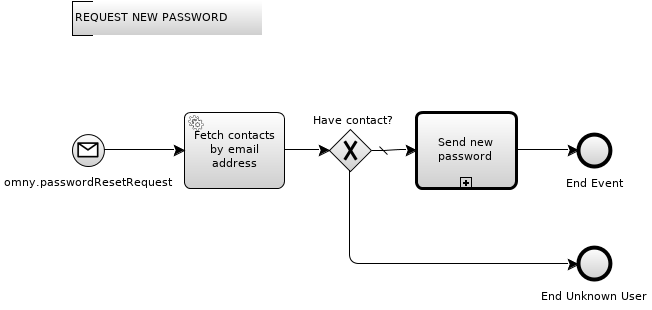 REQUEST NEW PASSWORD
Have contact?
Fetch contacts
by email
address
Send new
password
omny.passwordResetRequest
End Event
End Unknown User